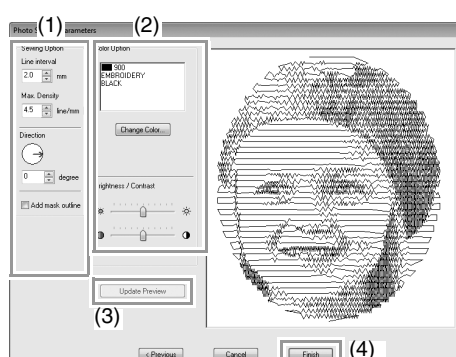 Photo S Parameters
(1)
(2)
Sewing Option
Line interval
2.0 mm
Max. Density
4.5 line/mm
Direction
0 degree
Add mask outline
olor Option
900
EMBROIDERY
BLACK
Change Color...
rightness / Contrast
Update Preview
(3)
< Previous
Cancel
Finish
(4)